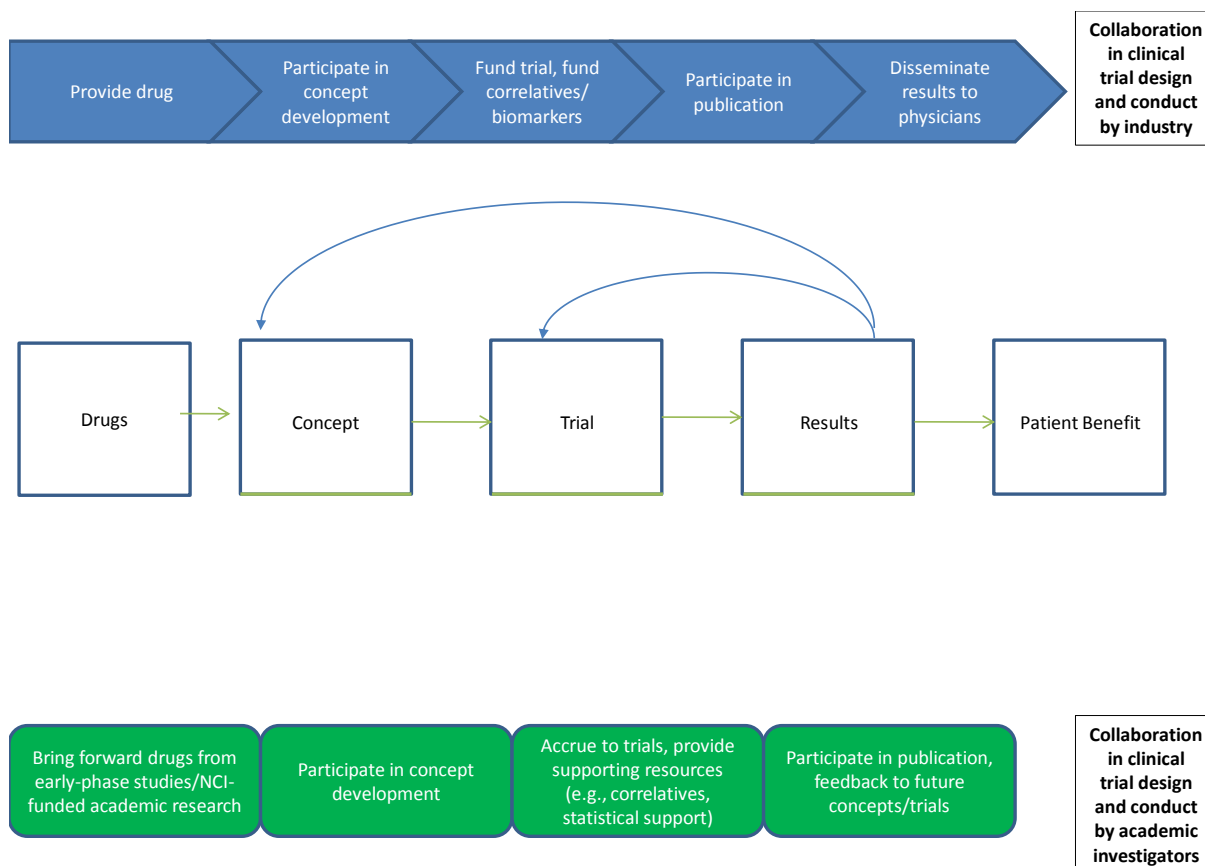 Provide drug
Participate in
concept
development
Fund trial, fund
correlatives/
biomarkers
Participate in
publication
Disseminate
results to
physicians
Collaboration
in clinical
trial design
and conduct
by industry
Drugs
Concept
Trial
Results
Patient Benefit
Bring forward drugs from
early-phase studies/NCI-
funded academic research
Participate in concept
development
Accrue to trials, provide
supporting resources
(e.g., correlatives,
statistical support)
Participate in publication,
feedback to future
concepts/trials
Collaboration
in clinical
trial design
and conduct
by academic
investigators